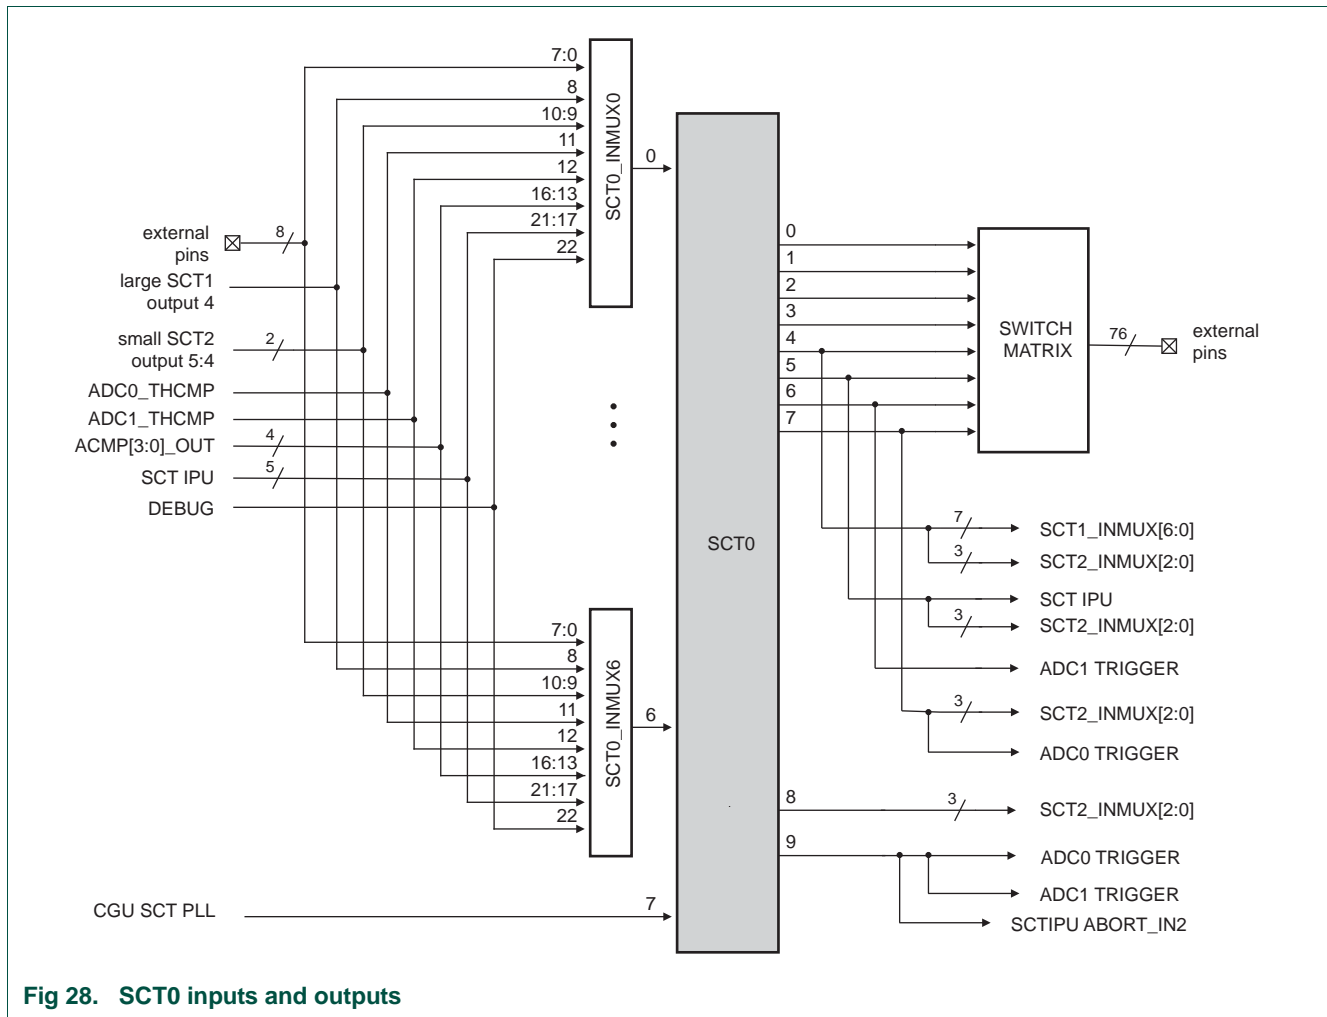 7:0
8
10:9
11
12
16:13
21:17
22
SCT0_INMUX0
0
external
pins
8
large SCT1
output 4
small SCT2
output 5:4
2
ADC0_THCMP
ADC1_THCMP
ACMP[3:0]_OUT
4
SCT IPU
5
DEBUG
7:0
8
10:9
11
12
16:13
21:17
22
SCT0_INMUX6
6
CGU SCT PLL
7
SCT0
0
1
2
3
4
5
6
7
SWITCH
MATRIX
76
external
pins
7
SCT1_INMUX[6:0]
3
SCT2_INMUX[2:0]
SCT IPU
3
SCT2_INMUX[2:0]
ADC1 TRIGGER
3
SCT2_INMUX[2:0]
ADC0 TRIGGER
8
3
SCT2_INMUX[2:0]
9
ADC0 TRIGGER
ADC1 TRIGGER
SCTIPU ABORT_IN2
Fig 28. SCT0 inputs and outputs